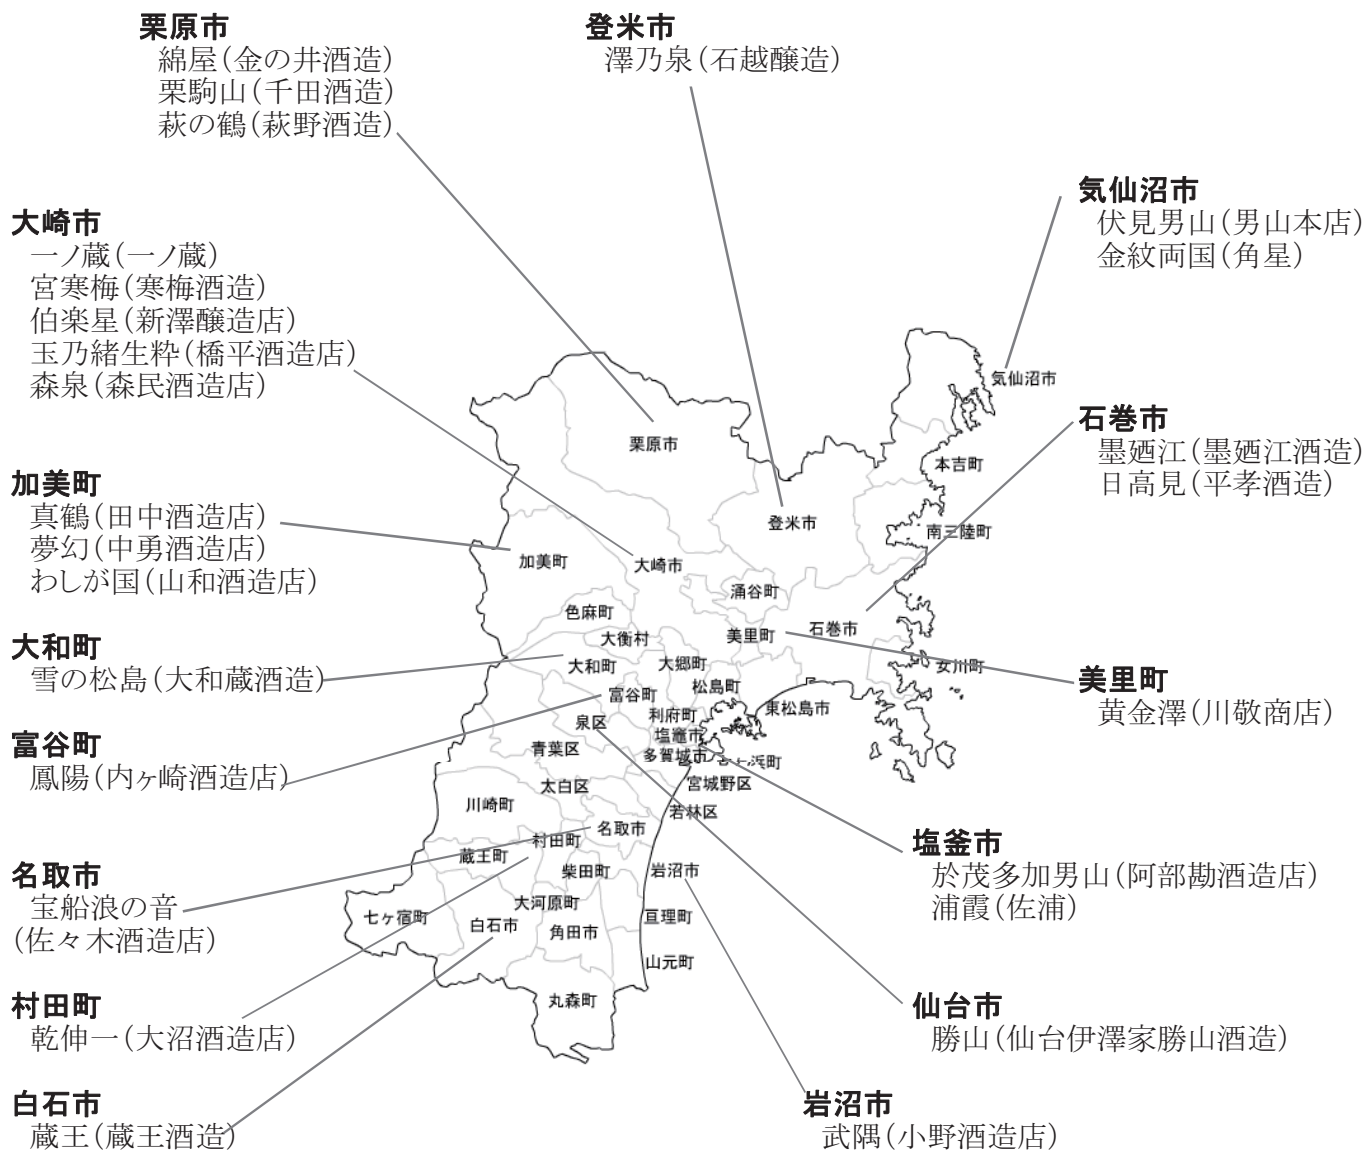 栗原市
綿屋(金の井酒造)
栗駒山(千田酒造)
萩の鶴(萩野酒造)
登米市
澤乃泉(石越醸造)
気仙沼市
伏見男山(男山本店)
金紋両国(角星)
大崎市
一ノ蔵(一ノ蔵)
宮寒梅(寒梅酒造)
伯楽星(新澤醸造店)
玉乃緒生粋(橋平酒造店)
森泉(森民酒造店)
石巻市
墨廼江(墨廼江酒造)
日高見(平孝酒造)
加美町
真鶴(田中酒造店)
夢幻(中勇酒造店)
わしが国(山和酒造店)
大和町
雪の松島(大和蔵酒造)
美里町
黄金澤(川敬商店)
富谷町
鳳陽(内ヶ崎酒造店)
塩釜市
於茂多加男山(阿部勘酒造店)
浦霞(佐浦)
名取市
宝船浪の音
(佐々木酒造店)
村田町
乾伸一(大沼酒造店)
仙台市
勝山(仙台伊澤家勝山酒造)
白石市
蔵王(蔵王酒造)
岩沼市
武隅(小野酒造店)
気仙沼市
栗原市
本吉町
登米市
南三陸町
加美町
大崎市
涌谷町
色麻町
大衡村
美里町
石巻市
大和町
大郷町
女川町
富谷町
松島町
東松島市
泉区
利府町
塩竈市
青葉区
多賀城市
浜町
太白区
宮城野区
川崎町
若林区
名取市
村田町
蔵王町
柴田町
岩沼市
大河原町
七ヶ宿町
白石市
角田市
亘理町
山元町
丸森町